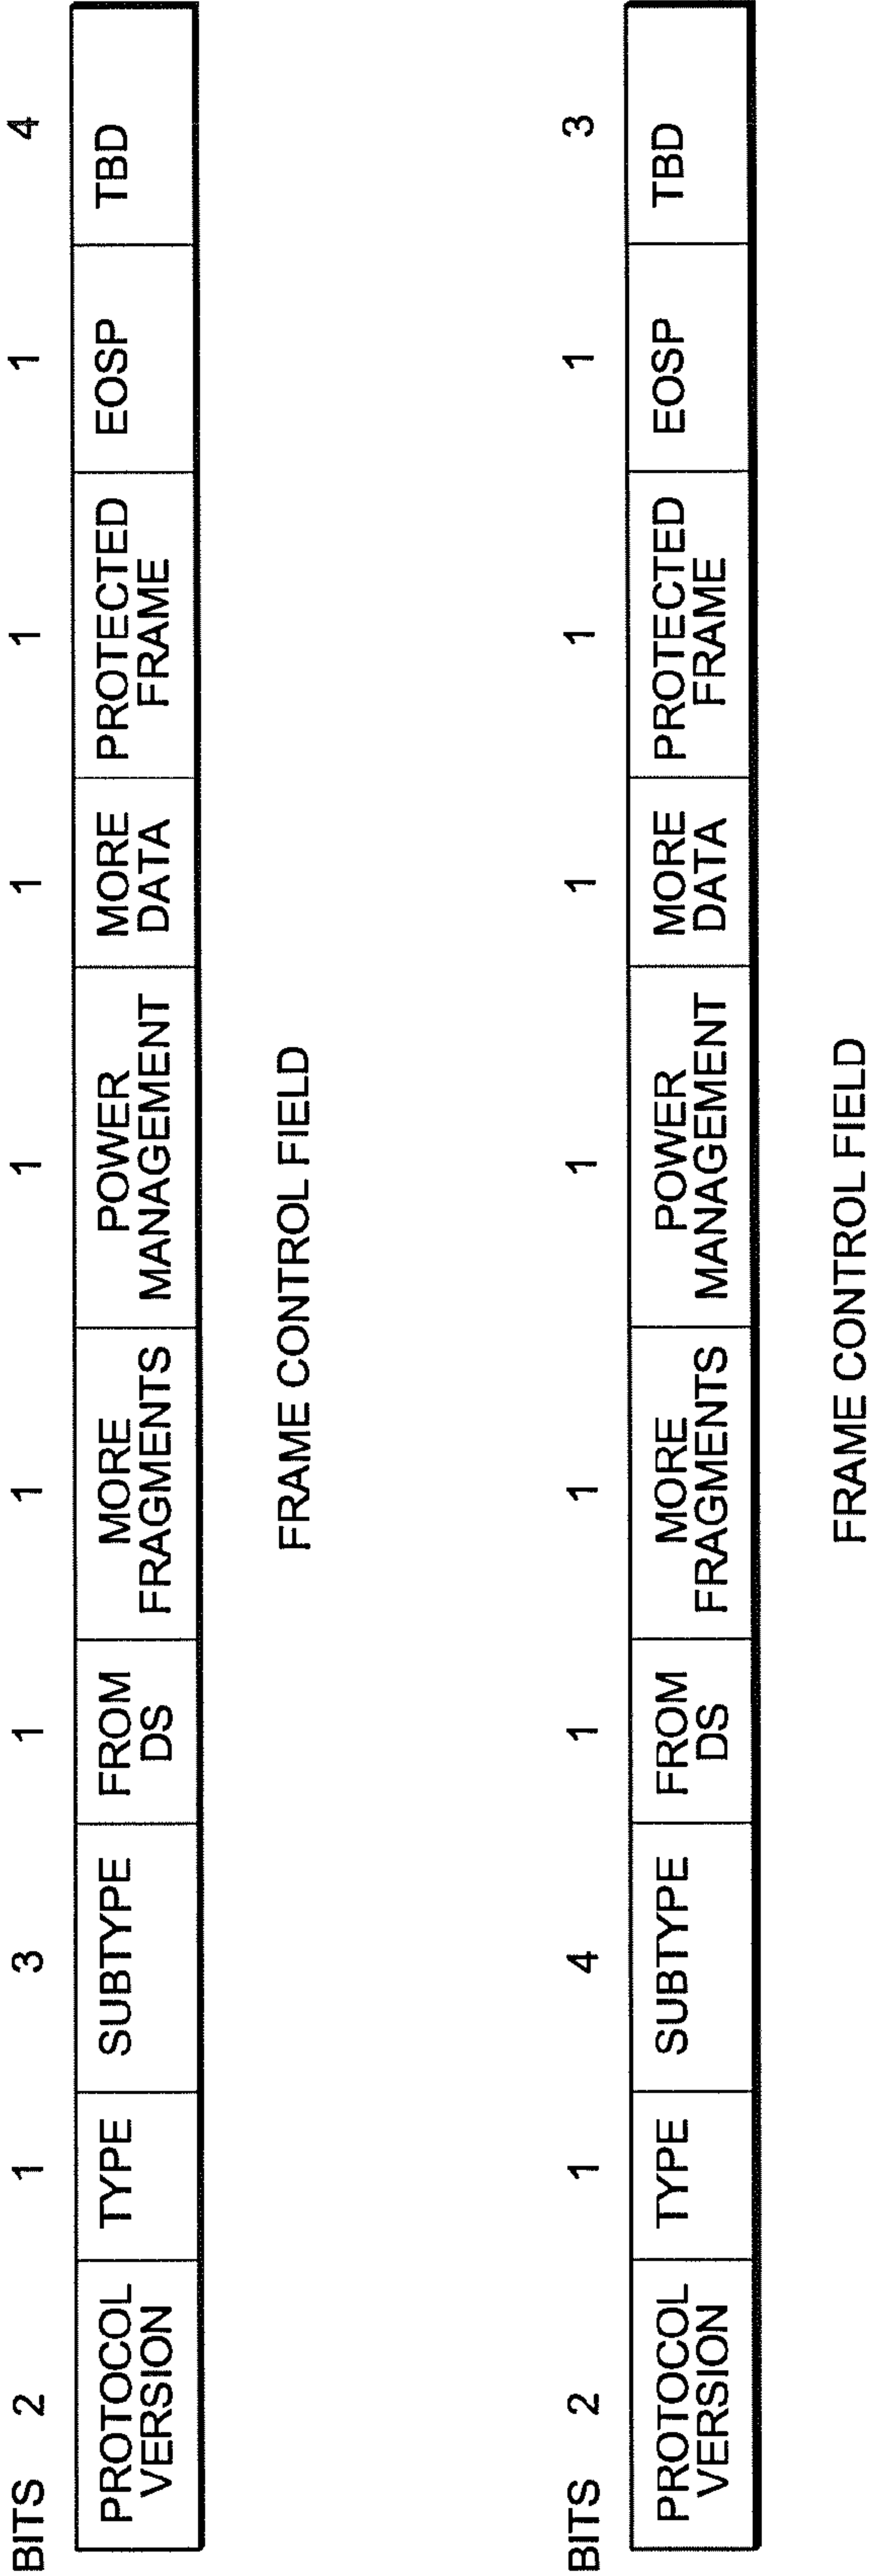 BITS 2 1 3 1 1 1 1 1 1 4
PROTOCOL
VERSION
TYPE
SUBTYPE
FROM
DS
MORE
FRAGMENTS
POWER
MANAGEMENT
MORE
DATA
PROTECTED
FRAME
EOSP
TBD
FRAME CONTROL FIELD
BITS 2 1 4 1 1 1 1 1 1 3
PROTOCOL
VERSION
TYPE
SUBTYPE
FROM
DS
MORE
FRAGMENTS
POWER
MANAGEMENT
MORE
DATA
PROTECTED
FRAME
EOSP
TBD
FRAME CONTROL FIELD